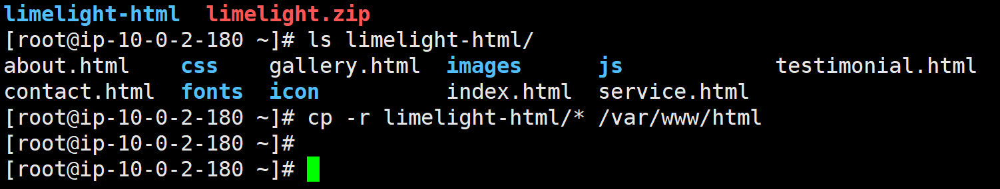 limelight-html  limelight.zip
[root@ip-10-0-2-180 ~]# ls limelight-html/
about.html    css    gallery.html  images      js            testimonial.html
contact.html  fonts  icon          index.html  service.html
[root@ip-10-0-2-180 ~]# cp -r limelight-html/* /var/www/html
[root@ip-10-0-2-180 ~]#
[root@ip-10-0-2-180 ~]#